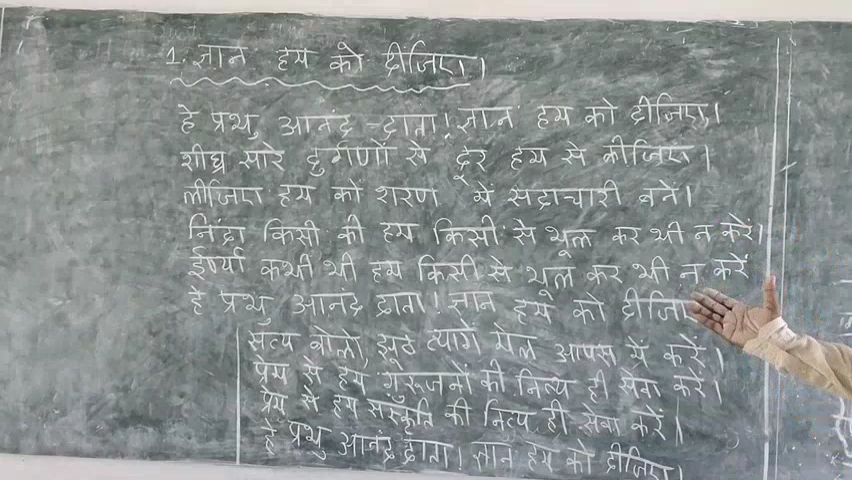 1. ज्ञान हम को दीजिए।
हे प्रभु आनंद दाता! ज्ञान हम को दीजिए।
शीघ्र सारे दुर्गुणों से दूर हम से कीजिए।
लीजिए हम को शरण में सदाचारी बनें।
निंदा किसी की हम किसी से भूल कर भी न करें।
ईर्ष्या कभी भी हम किसी से भूल कर भी न करें
हे प्रभु आनंद दाता! ज्ञान हम को दीजिए
सत्य बोलो, झूठ त्यागें मेल आपस में करें।
प्रेम से हम गुरुजनों की नित्य ही सेवा करें।
प्रेम से हम संस्कृति की नित्य ही सेवा करें।
हे प्रभु आनंद दाता! ज्ञान हम को दीजिए।